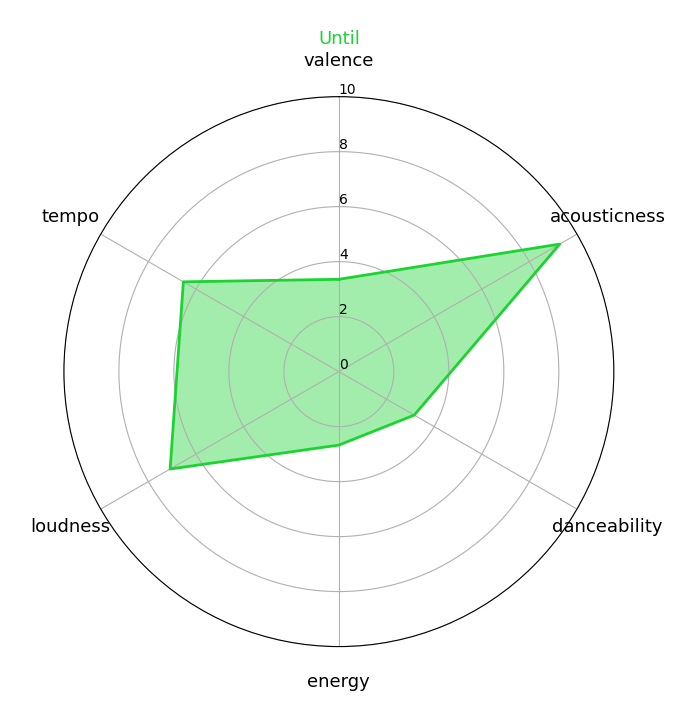 Until
valence
10
8
6
4
2
0
tempo
acousticness
loudness
danceability
energy